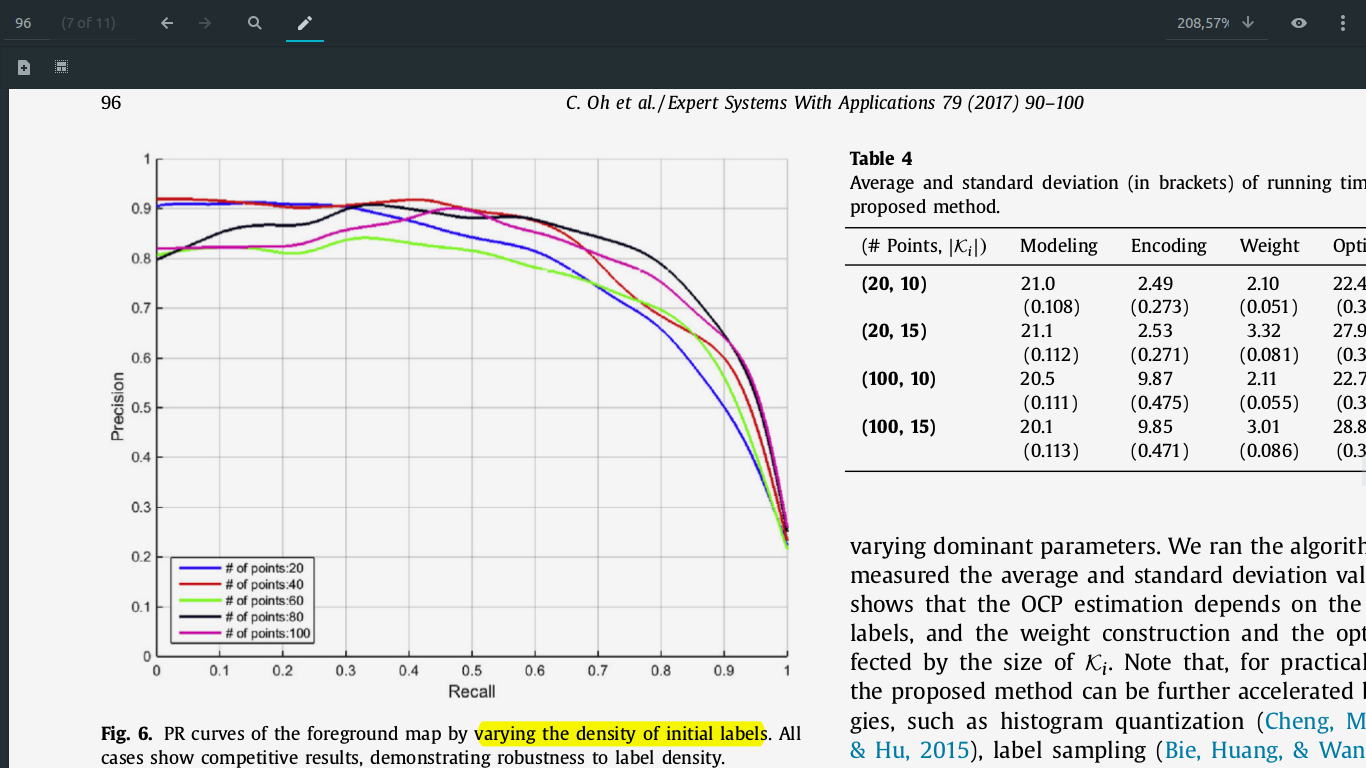 96 (7 of 11) 208,57%
96 C. Oh et al. / Expert Systems With Applications 79 (2017) 90–100
1
0.9
0.8
0.7
0.6
0.5
0.4
0.3
0.2
0.1
0
Precision
# of points:20
# of points:40
# of points:60
# of points:80
# of points:100
0 0.1 0.2 0.3 0.4 0.5 0.6 0.7 0.8 0.9 1
Recall
Fig. 6. PR curves of the foreground map by varying the density of initial labels. All
cases show competitive results, demonstrating robustness to label density.
Table 4
Average and standard deviation (in brackets) of running tim
proposed method.
(# Points, |𝒦i|) Modeling Encoding Weight Opti
(20, 10) 21.0 2.49 2.10 22.4
(0.108) (0.273) (0.051) (0.3
(20, 15) 21.1 2.53 3.32 27.9
(0.112) (0.271) (0.081) (0.3
(100, 10) 20.5 9.87 2.11 22.7
(0.111) (0.475) (0.055) (0.3
(100, 15) 20.1 9.85 3.01 28.8
(0.113) (0.471) (0.086) (0.3
varying dominant parameters. We ran the algorith
measured the average and standard deviation val
shows that the OCP estimation depends on the
labels, and the weight construction and the opt
fected by the size of 𝒦i. Note that, for practical
the proposed method can be further accelerated
gies, such as histogram quantization (Cheng, M
& Hu, 2015), label sampling (Bie, Huang, & Wan